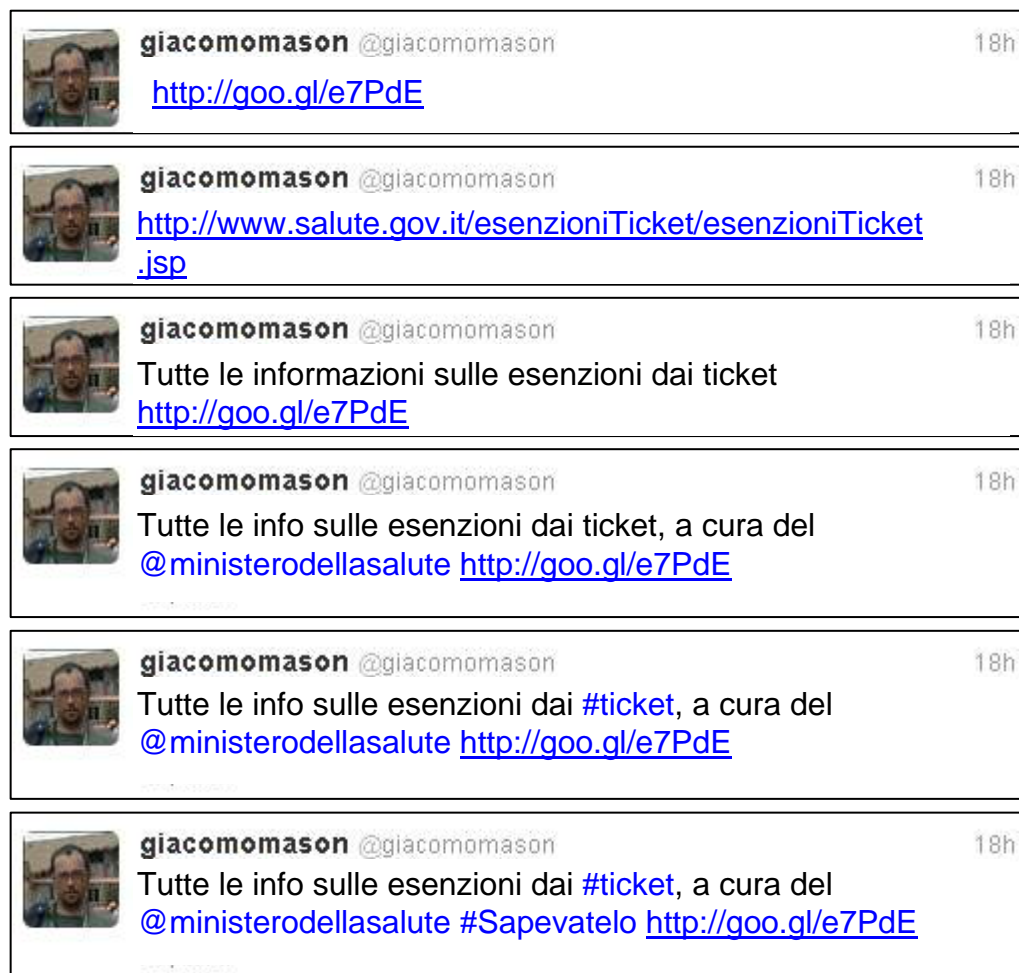 giacomomason @giacomomason 18h
http://goo.gl/e7PdE
giacomomason @giacomomason 18h
http://www.salute.gov.it/esenzioniTicket/esenzioniTicket
.jsp
giacomomason @giacomomason 18h
Tutte le informazioni sulle esenzioni dai ticket
http://goo.gl/e7PdE
giacomomason @giacomomason 18h
Tutte le info sulle esenzioni dai ticket, a cura del
@ministerodellasalute http://goo.gl/e7PdE
giacomomason @giacomomason 18h
Tutte le info sulle esenzioni dai #ticket, a cura del
@ministerodellasalute http://goo.gl/e7PdE
giacomomason @giacomomason 18h
Tutte le info sulle esenzioni dai #ticket, a cura del
@ministerodellasalute #Sapevatelo http://goo.gl/e7PdE